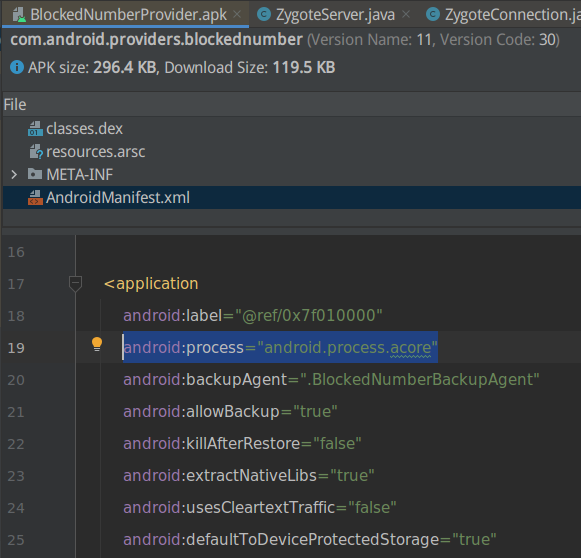 BlockedNumberProvider.apk × ZygoteServer.java × ZygoteConnection.ja
com.android.providers.blockednumber (Version Name: 11, Version Code: 30)
APK size: 296.4 KB, Download Size: 119.5 KB
File
classes.dex
resources.arsc
META-INF
AndroidManifest.xml
16
17 <application
18 android:label="@ref/0x7f010000"
19 android:process="android.process.acore"
20 android:backupAgent=".BlockedNumberBackupAgent"
21 android:allowBackup="true"
22 android:killAfterRestore="false"
23 android:extractNativeLibs="true"
24 android:usesCleartextTraffic="false"
25 android:defaultToDeviceProtectedStorage="true"